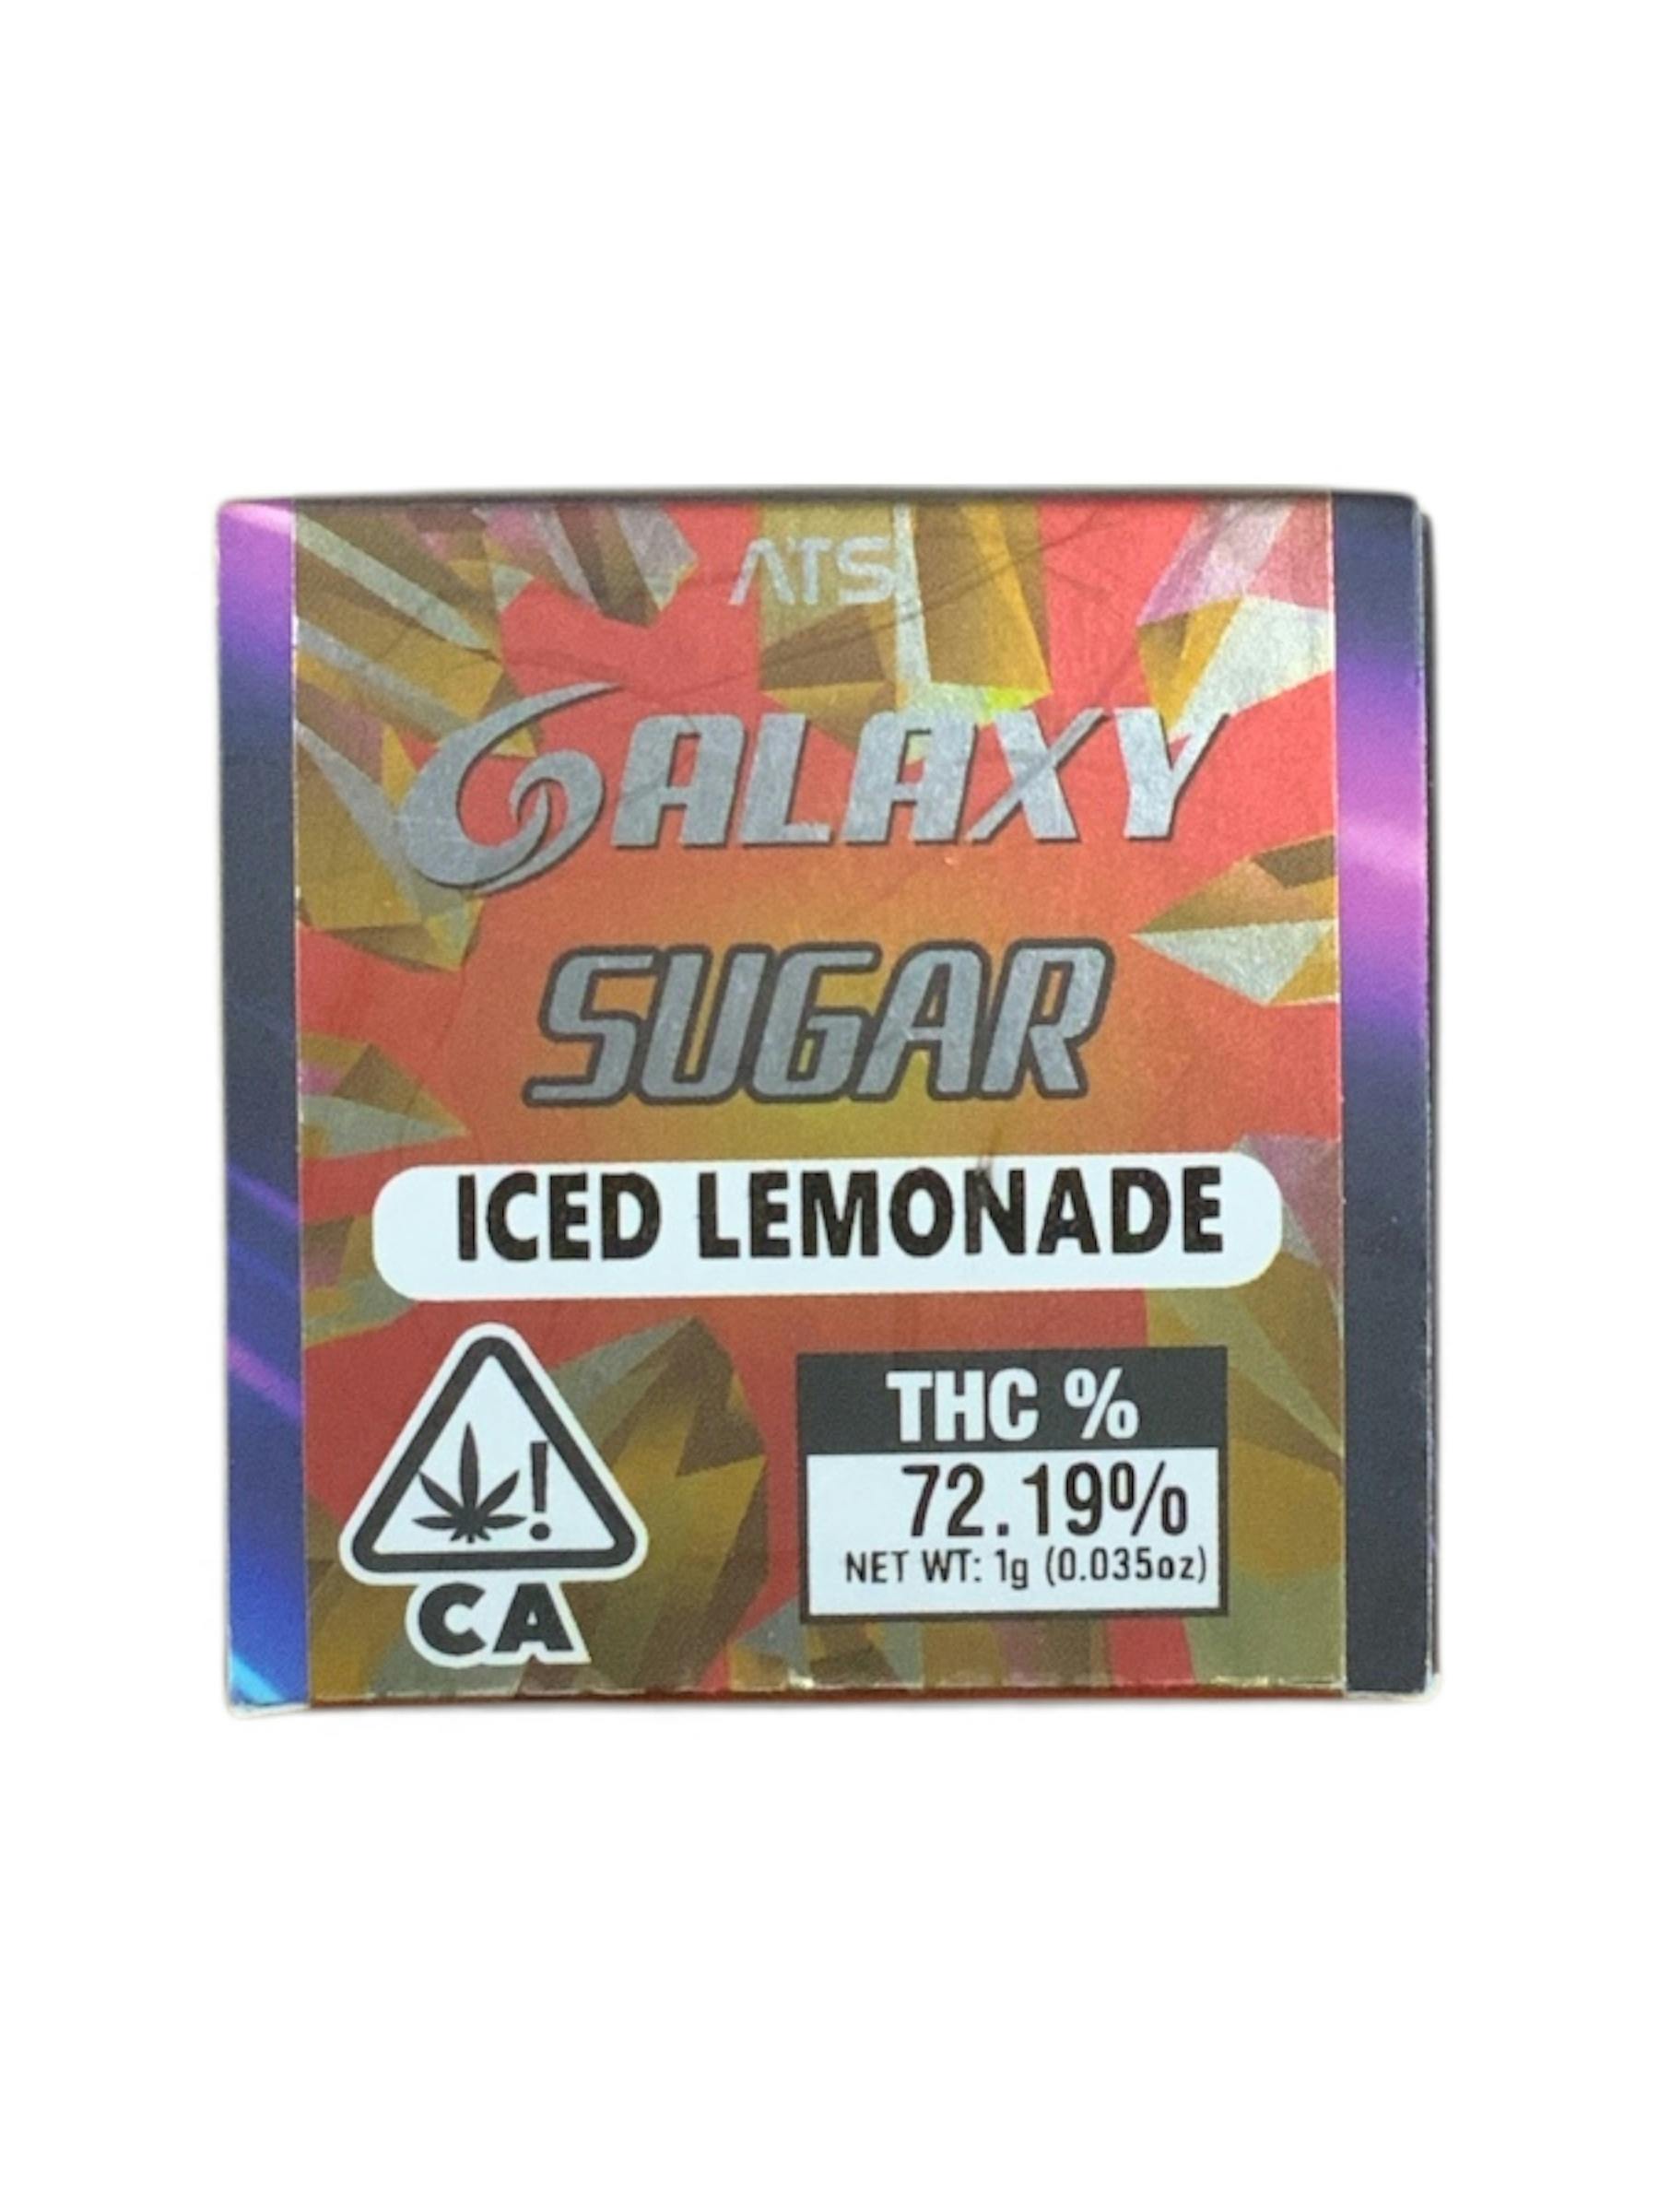 ATS
GALAXY
SUGAR
ICED LEMONADE
THC %
72.19%
NET WT: 1g (0.035oz)
!
CA